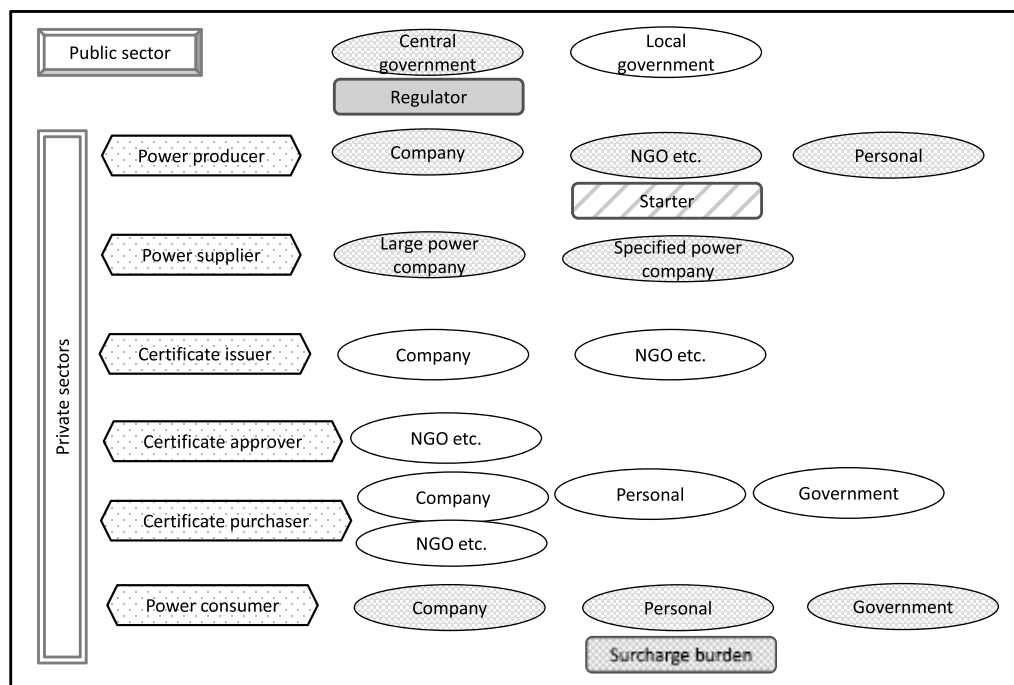 Public sector
Central
government
Local
government
Regulator
Private sectors
Power producer
Company
NGO etc.
Personal
Starter
Power supplier
Large power
company
Specified power
company
Certificate issuer
Company
NGO etc.
Certificate approver
NGO etc.
Certificate purchaser
Company
Personal
Government
NGO etc.
Power consumer
Company
Personal
Government
Surcharge burden